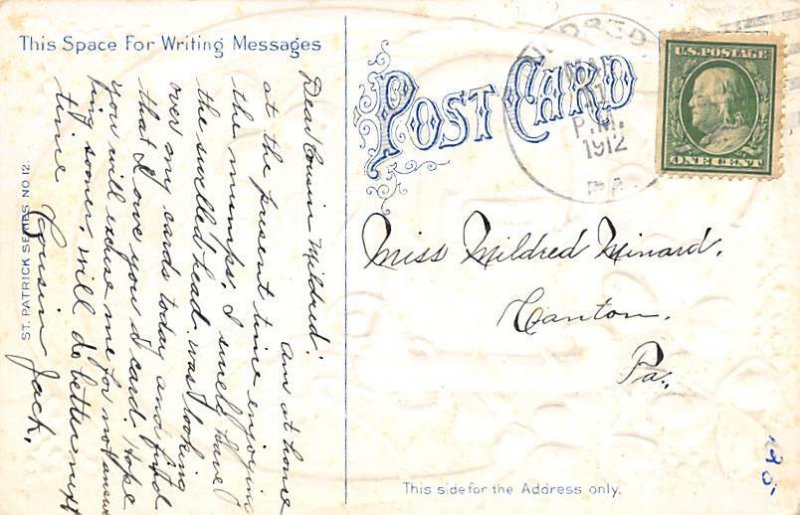 This Space For Writing Messages
Dear Cousin Mildred:
Am at home
at the present time enjoying
the mumps. I surely have
the swelled head. was looking
over my cards today and find
that I owe you a card. Hope
you will excuse me for not answer
ing sooner. will do better next
time
Cousin Jack.
ST. PATRICK SERIES NO. 12.
POST CARD
P.M.
1912
PA.
U.S. POSTAGE
ONE CENT
Miss Mildred Minard.
Canton.
Pa.
This side for the Address only.